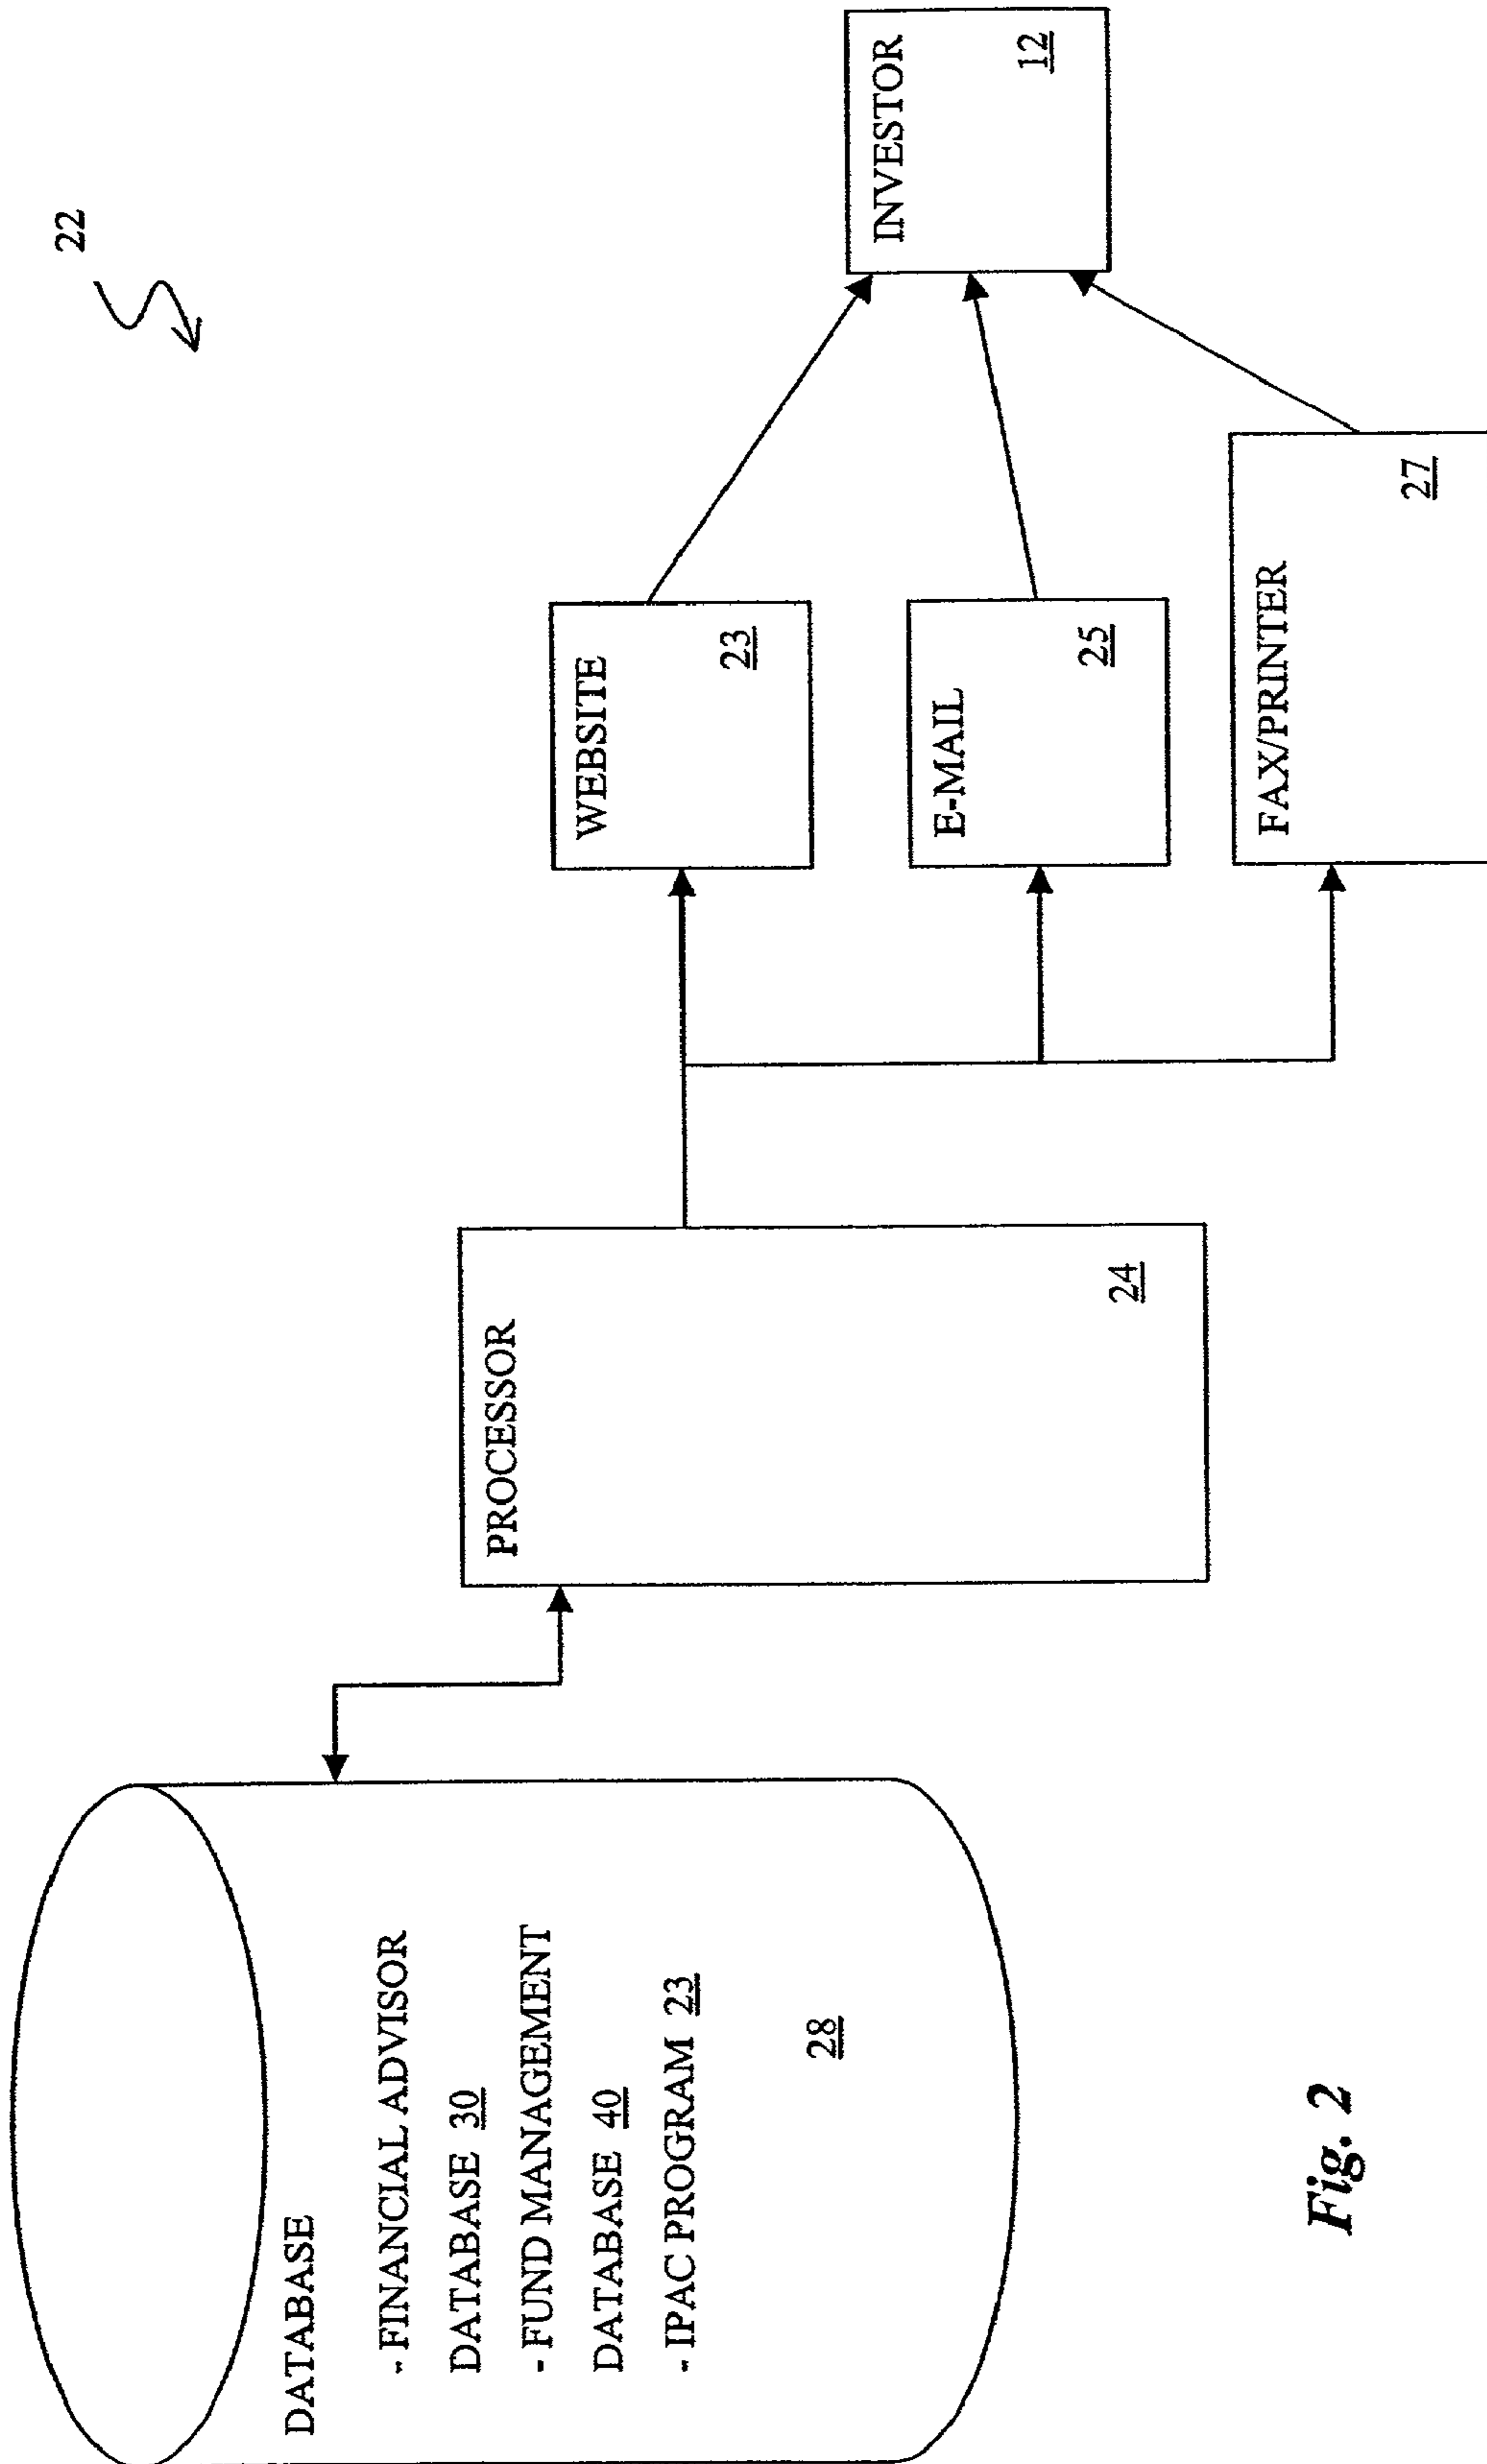 22
DATABASE
- FINANCIAL ADVISOR
DATABASE 30
- FUND MANAGEMENT
DATABASE 40
- IPAC PROGRAM 23
28
PROCESSOR
24
WEBSITE
23
E-MAIL
25
FAX/PRINTER
27
INVESTOR
12
Fig. 2